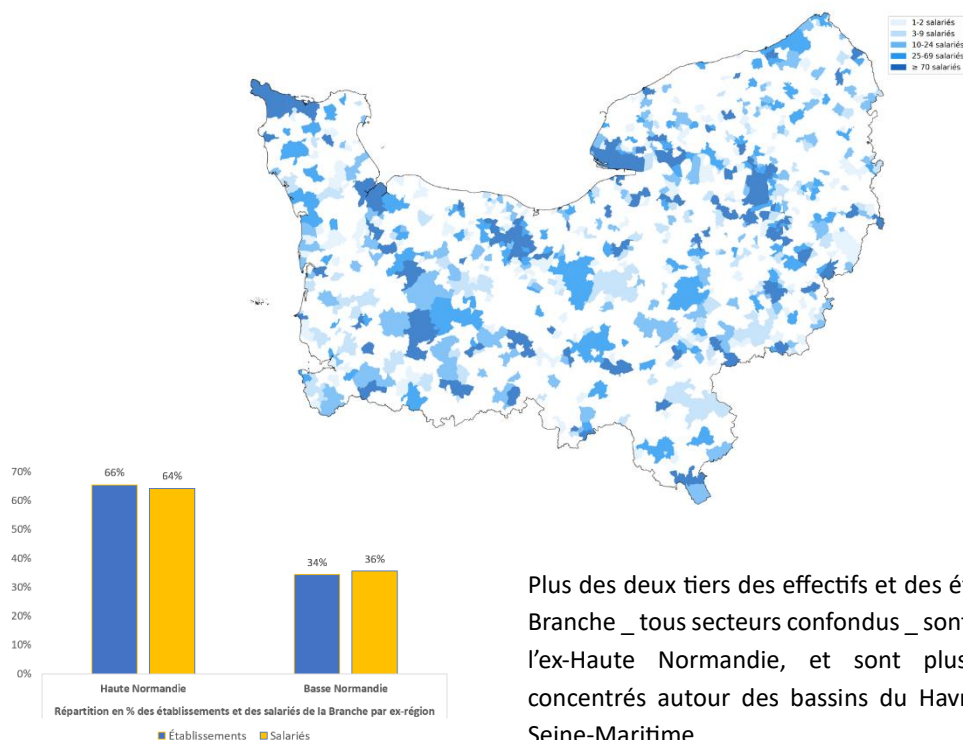 1-2 salariés
3-9 salariés
10-24 salariés
25-69 salariés
≥ 70 salariés
70%
60%
50%
40%
30%
20%
10%
0%
66%
64%
34%
36%
Haute Normandie
Basse Normandie
Répartition en % des établissements et des salariés de la Branche par ex-région
Établissements
Salariés
Plus des deux tiers des effectifs et des
Branche _ tous secteurs confondus _ sont
l'ex-Haute Normandie, et sont plus
concentrés autour des bassins du
Seine-Maritime